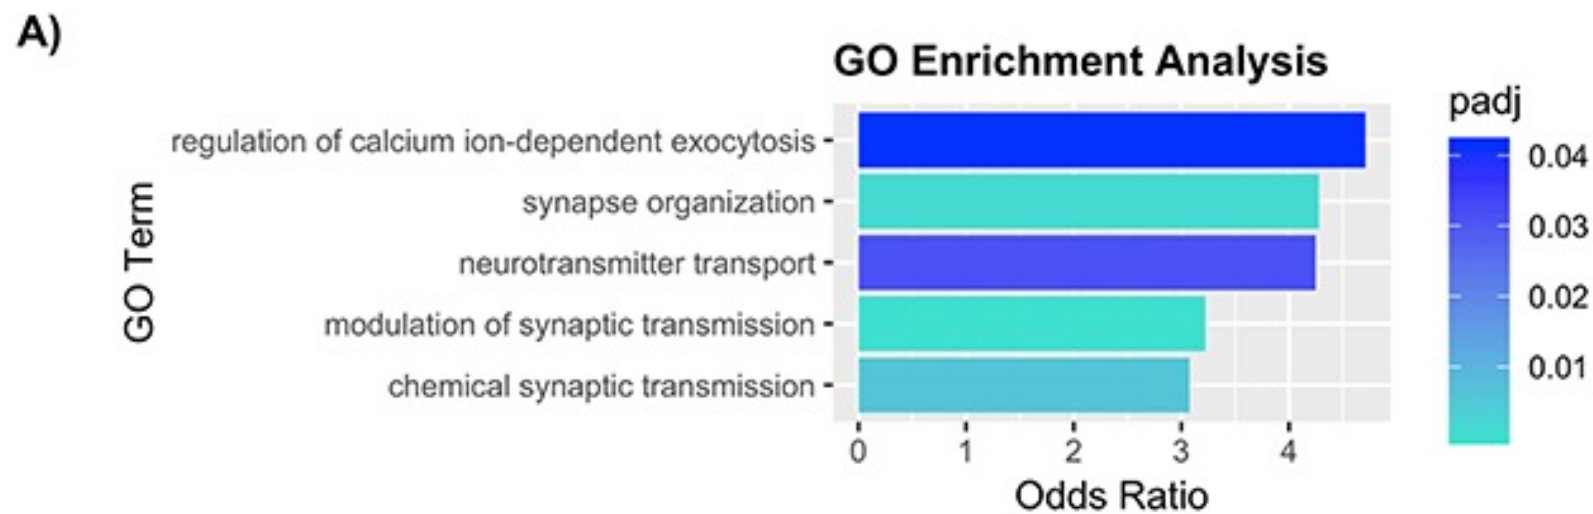 A)
GO Enrichment Analysis
GO Term
regulation of calcium ion-dependent exocytosis
synapse organization
neurotransmitter transport
modulation of synaptic transmission
chemical synaptic transmission
0 1 2 3 4
Odds Ratio
padj
0.04
0.03
0.02
0.01